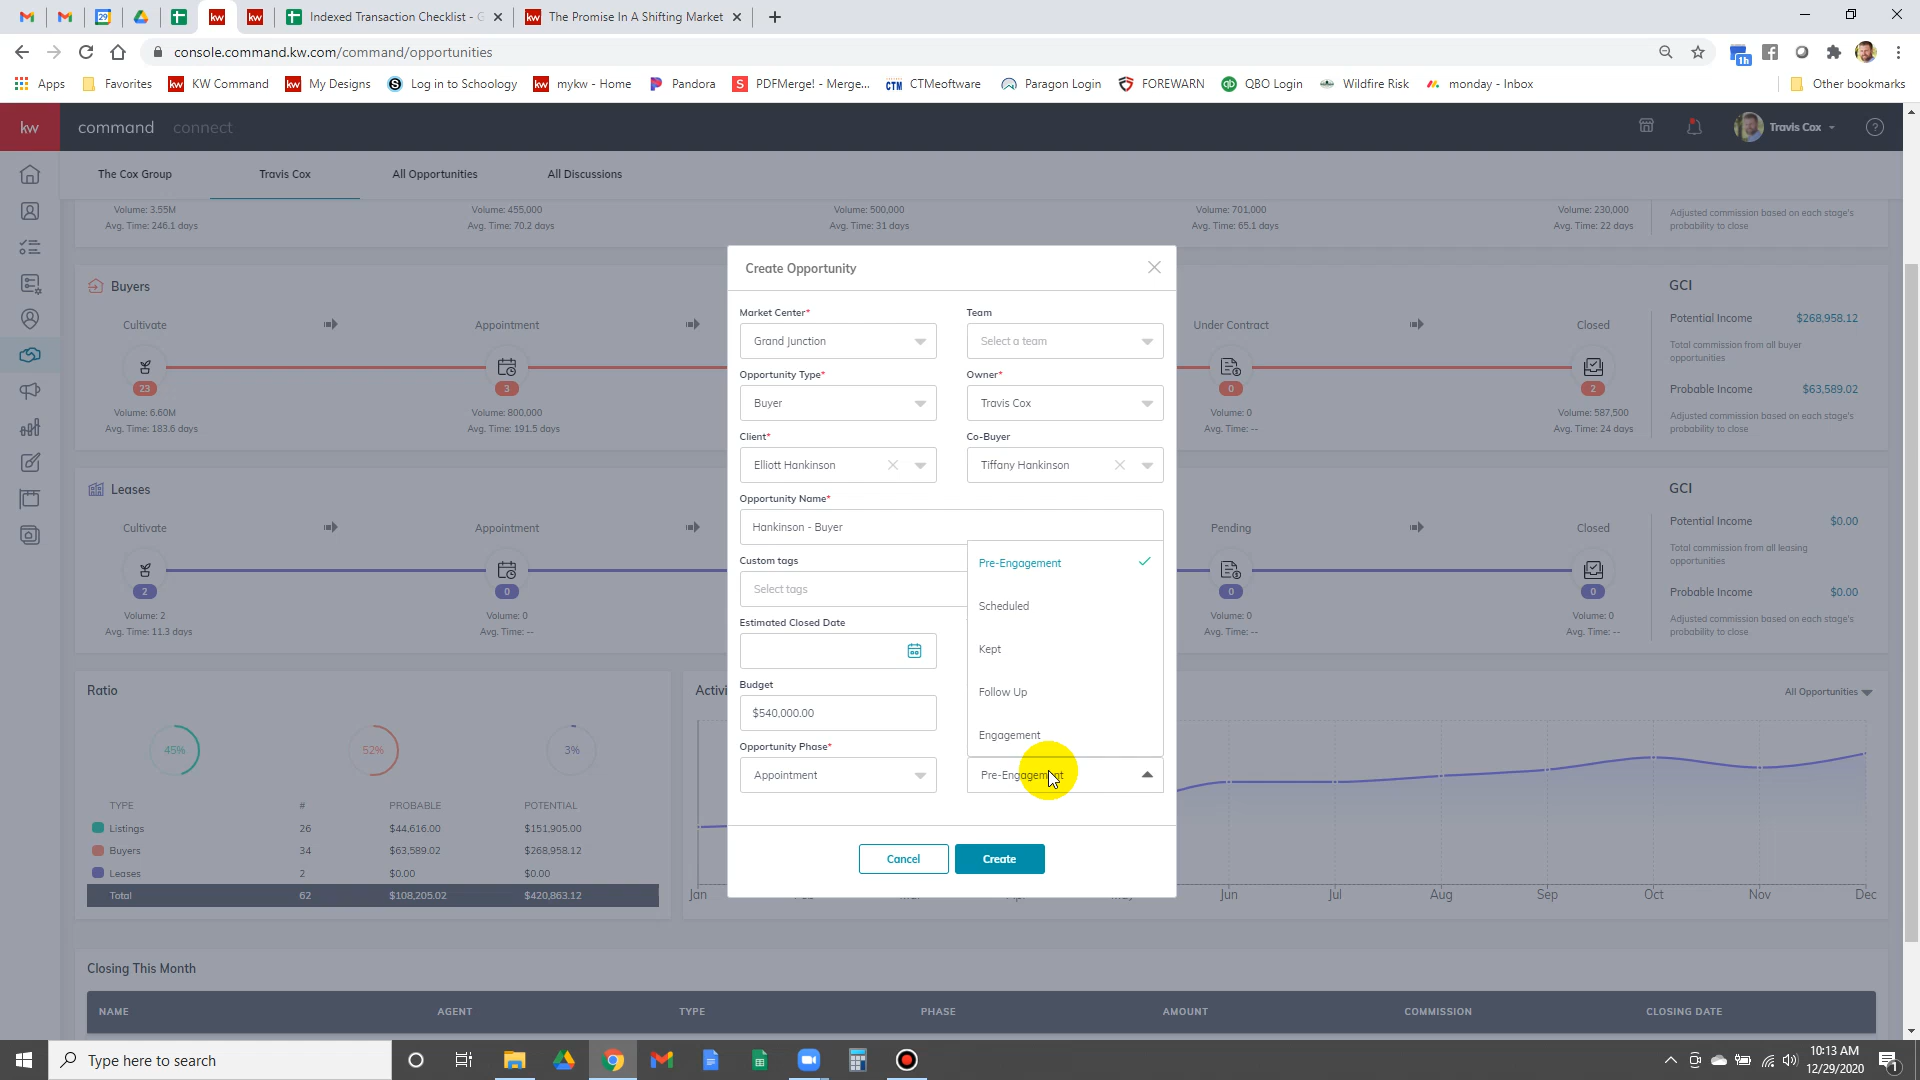 29
kw
kw
Indexed Transaction Checklist - G
kw
The Promise In A Shifting Market
console.command.kw.com/command/opportunities
1h
Apps
Favorites
kw KW Command
kw My Designs
S Log in to Schoology
kw mykw - Home
Pandora
S PDFMerge! - Merge...
CTM CTMeoftware
Paragon Login
FOREWARN
qb QBO Login
Wildfire Risk
monday - Inbox
Other bookmarks
kw
command
connect
Travis Cox
?
The Cox Group
Travis Cox
All Opportunities
All Discussions
Volume: 3.55M
Avg. Time: 246.1 days
Volume: 455,000
Avg. Time: 70.2 days
Volume: 500,000
Avg. Time: 31 days
Volume: 701,000
Avg. Time: 65.1 days
Volume: 230,000
Avg. Time: 22 days
Adjusted commission based on each stage's
probability to close
Buyers
Cultivate
23
Volume: 6.60M
Avg. Time: 183.6 days
Appointment
3
Volume: 800,000
Avg. Time: 191.5 days
Under Contract
0
Volume: 0
Avg. Time: --
Closed
2
Volume: 587,500
Avg. Time: 24 days
GCI
Potential Income $268,958.12
Total commission from all buyer
opportunities
Probable Income $63,589.02
Adjusted commission based on each stage's
probability to close
Leases
Cultivate
2
Volume: 2
Avg. Time: 11.3 days
Appointment
0
Volume: 0
Avg. Time: --
Pending
0
Volume: 0
Avg. Time: --
Closed
0
Volume: 0
Avg. Time: --
GCI
Potential Income $0.00
Total commission from all leasing
opportunities
Probable Income $0.00
Adjusted commission based on each stage's
probability to close
Create Opportunity
Market Center*
Grand Junction
Team
Select a team
Opportunity Type*
Buyer
Owner*
Travis Cox
Client*
Elliott Hankinson
Co-Buyer
Tiffany Hankinson
Opportunity Name*
Hankinson - Buyer
Custom tags
Select tags
Estimated Closed Date
Budget
$540,000.00
Opportunity Phase*
Appointment
Pre-Engagement
Scheduled
Kept
Follow Up
Engagement
Pre-Engagement
Cancel
Create
Ratio
45%
52%
3%
TYPE # PROBABLE POTENTIAL
Listings 26 $44,616.00 $151,905.00
Buyers 34 $63,589.02 $268,958.12
Leases 2 $0.00 $0.00
Total 62 $108,205.02 $420,863.12
Activi
All Opportunities
Jan
Jun
Jul
Aug
Sep
Oct
Nov
Dec
Closing This Month
NAME AGENT TYPE PHASE AMOUNT COMMISSION CLOSING DATE
Type here to search
10:13 AM
12/29/2020
1